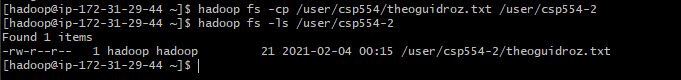 [hadoop@ip-172-31-29-44 ~]$ hadoop fs -cp /user/csp554/theoguidroz.txt /user/csp554-2
[hadoop@ip-172-31-29-44 ~]$ hadoop fs -ls /user/csp554-2
Found 1 items
-rw-r--r--   1 hadoop hadoop         21 2021-02-04 00:15 /user/csp554-2/theoguidroz.txt
[hadoop@ip-172-31-29-44 ~]$